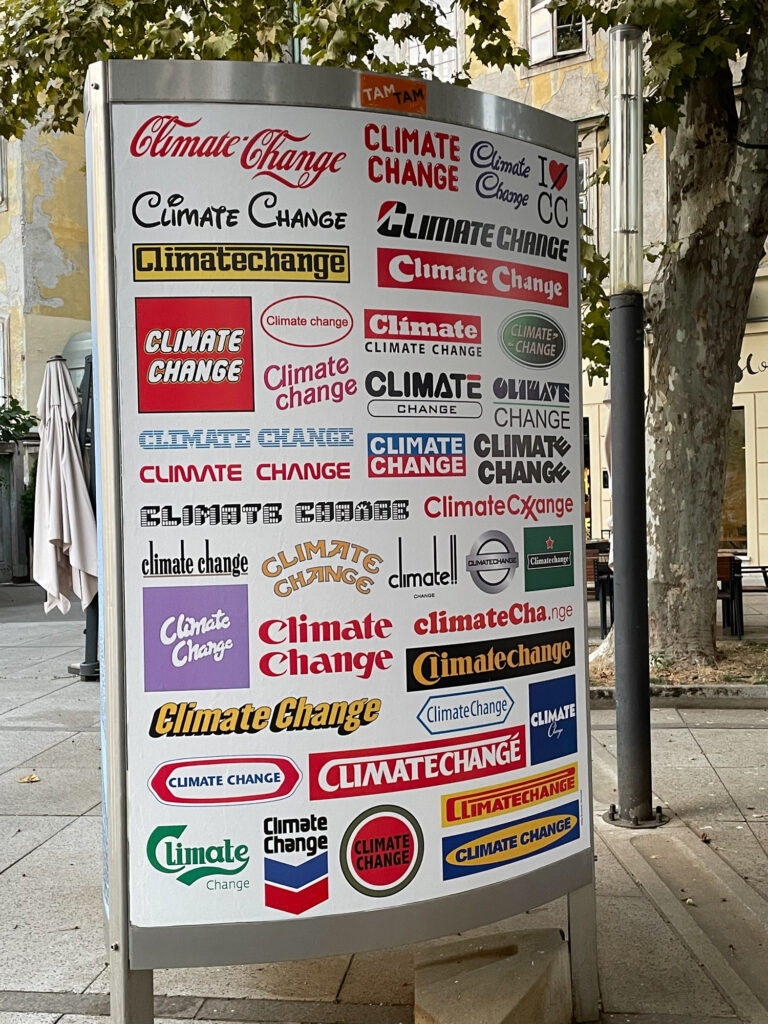 TAM
TAM
Climate-Change
CLIMATE
CHANGE
Climate
Change
I
CC
CLIMATE CHANGE
CLIMATE CHANGE
Climatechange
Climate Change
CLIMATE
CHANGE
Climate change
Climate
CLIMATE CHANGE
CLIMATE
CHANGE
Climate
change
CLIMATE
CHANGE
CLIMATE
CHANGE
CLIMATE CHANGE
CLIMATE
CHANGE
CLIMATE
CHANGE
CLIMATE CHANGE
CLIMATE CHANGE
ClimateCxxange
climate change
CLIMATE
CHANGE
climate!!
CHANGE
CLIMATECHANGE
Climatechange
Climate
Change
Climate
Change
climateCha.nge
Climatechange
Climate Change
ClimateChange
CLIMATE
Change
CLIMATE CHANGE
CLIMATECHANGÉ
CLIMATECHANGE
Climate
Change
Climate
Change
CLIMATE
CHANGE
CLIMATE CHANGE